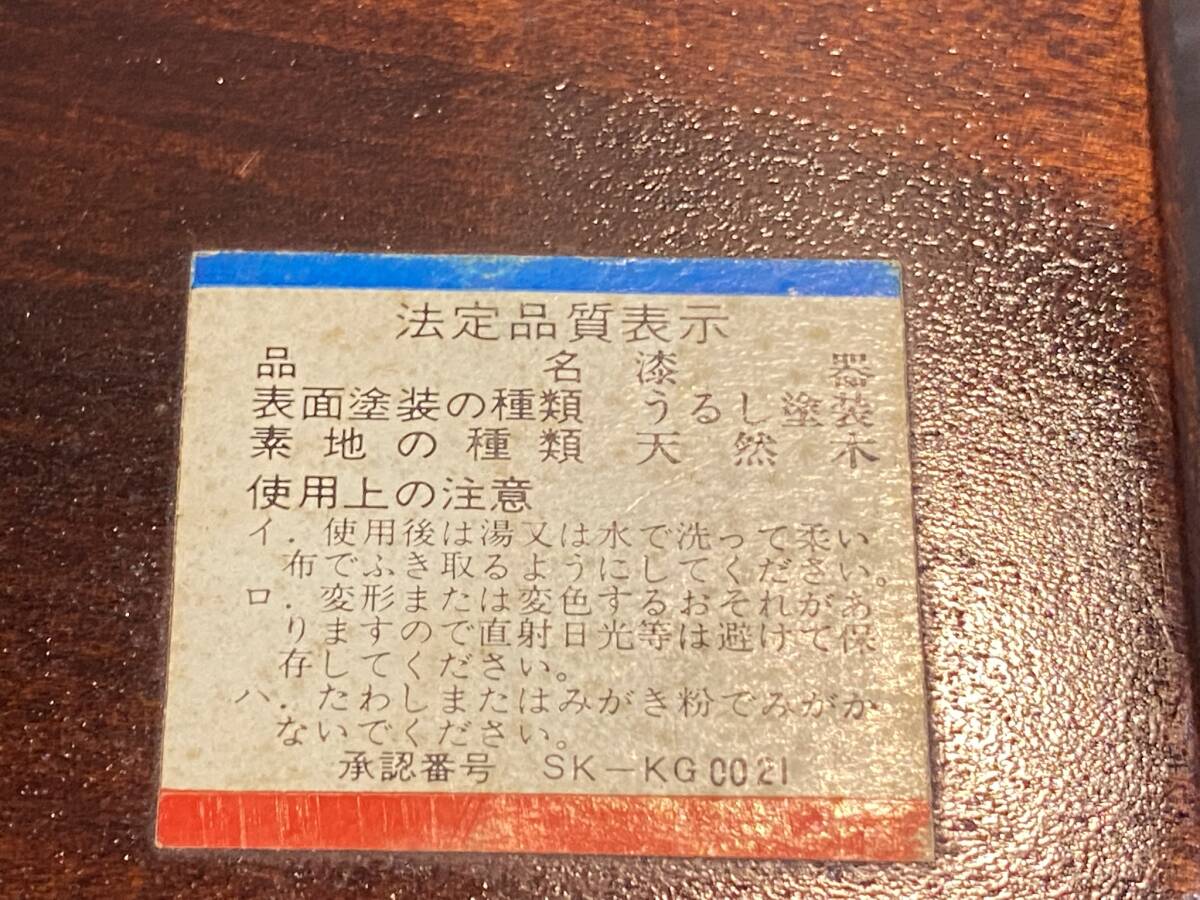 法定品質表示
品名 漆器
表面塗装の種類 うるし塗装
素地の種類 天然木
使用上の注意
イ．使用後は湯又は水で洗って柔い
布でふき取るようにしてください。
ロ．変形または変色するおそれがあ
りますので直射日光等は避けて保
存してください。
ハ．たわしまたはみがき粉でみがか
ないでください。
承認番号 SK－KG0021